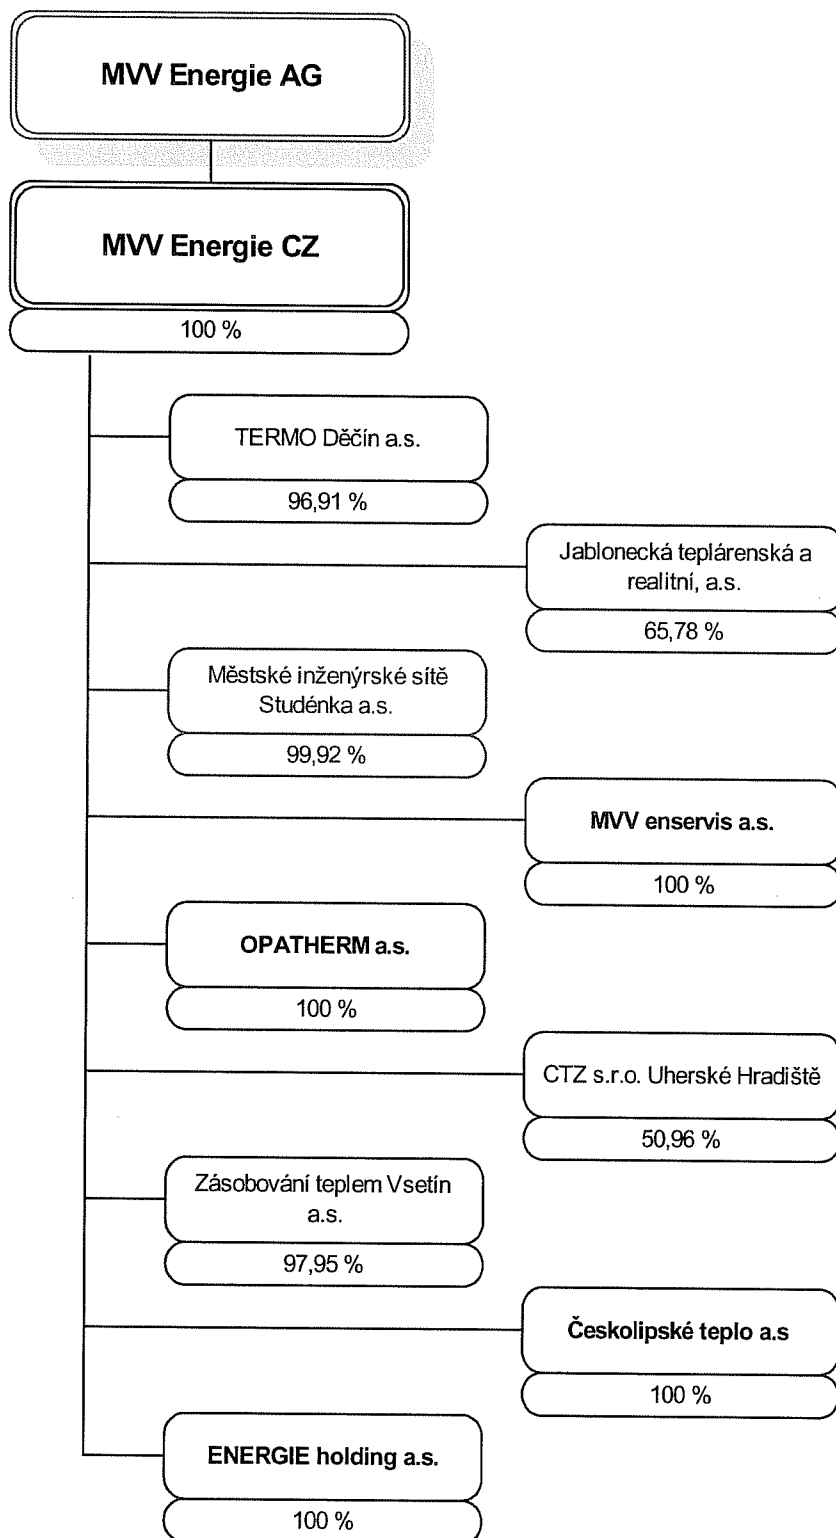 MVV Energie AG
MVV Energie CZ
100 %
TERMO Děčín a.s.
96,91 %
Jablonecká teplárenská a
realitní, a.s.
65,78 %
Městské inženýrské sítě
Studénka a.s.
99,92 %
MVV enservis a.s.
100 %
OPATHERM a.s.
100 %
CTZ s.r.o. Uherské Hradiště
50,96 %
Zásobování teplem Vsetín
a.s.
97,95 %
Českolipské teplo a.s
100 %
ENERGIE holding a.s.
100 %